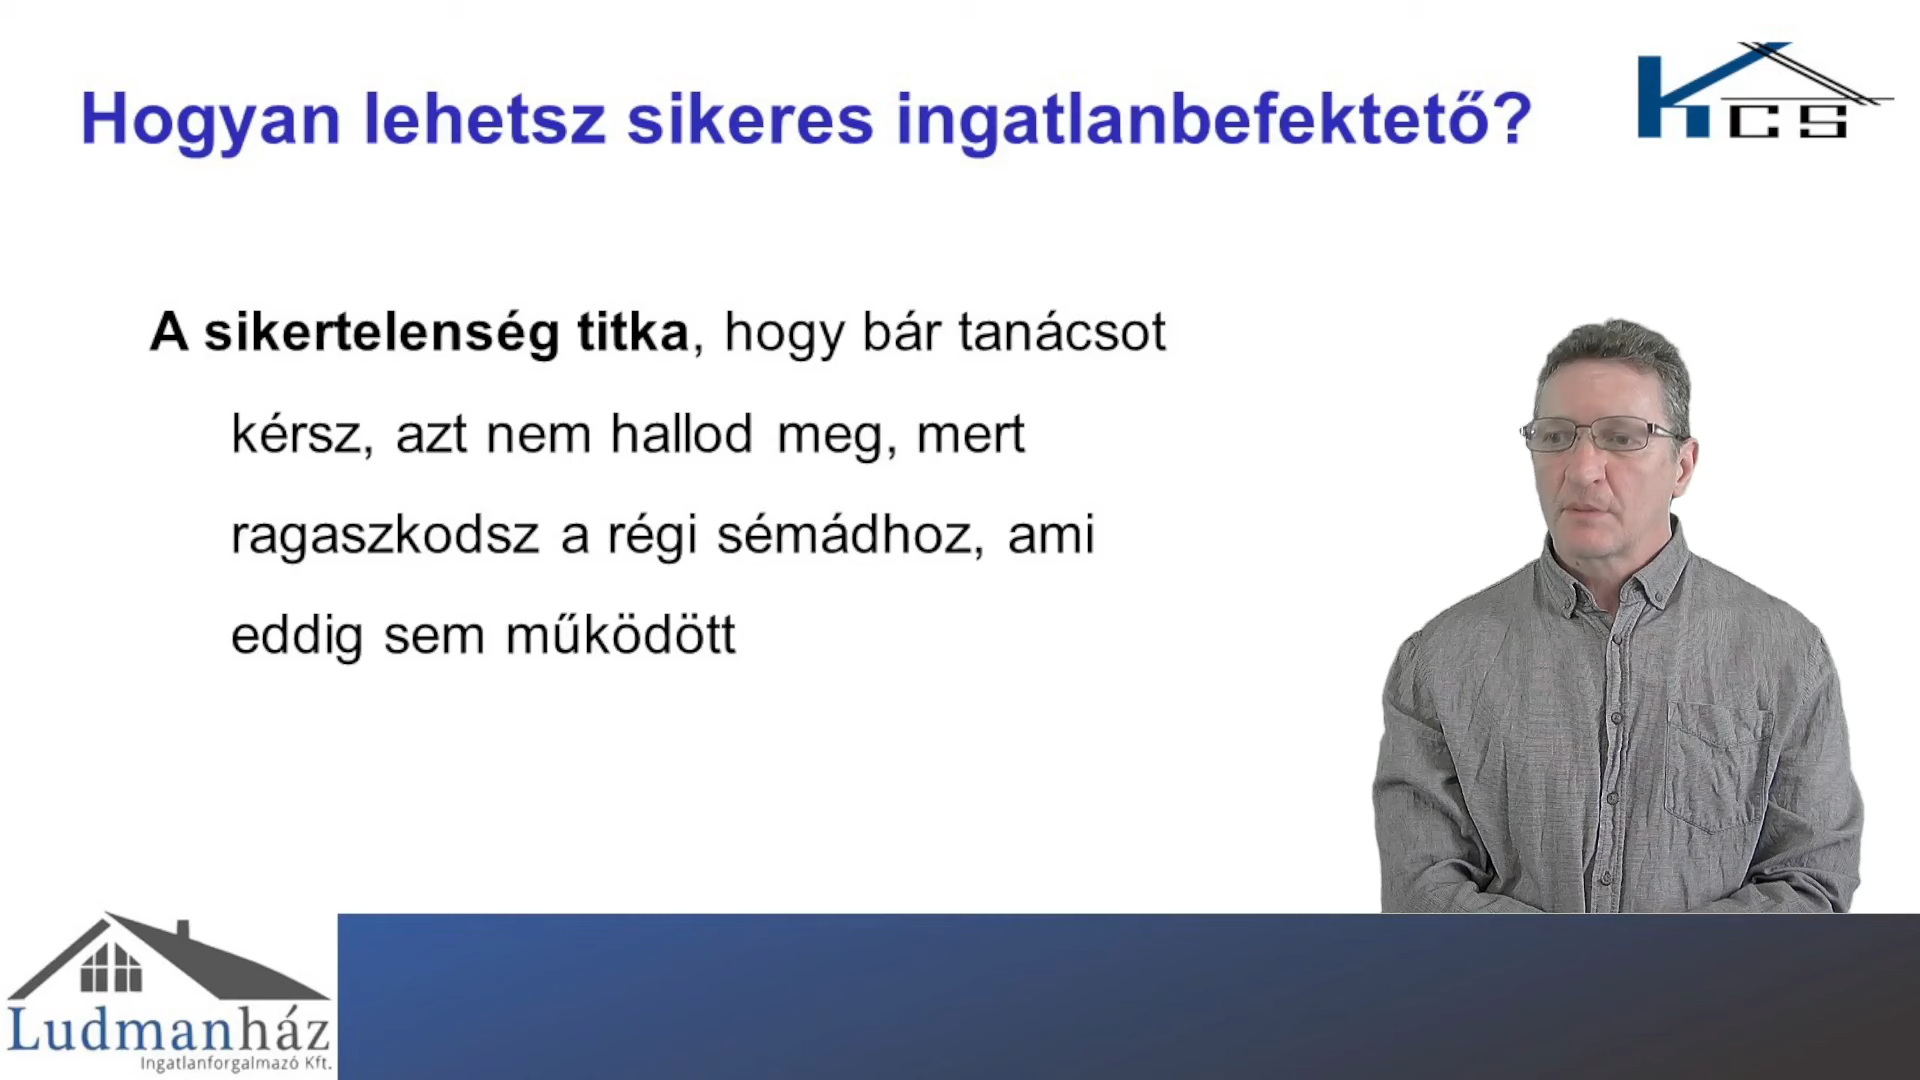 Hogyan lehetsz sikeres ingatlanbefektető?
KCS
A sikertelenség titka, hogy bár tanácsot
kérsz, azt nem hallod meg, mert
ragaszkodsz a régi sémádhoz, ami
eddig sem működött
Ludmanház
Ingatlanforgalmazó Kft.